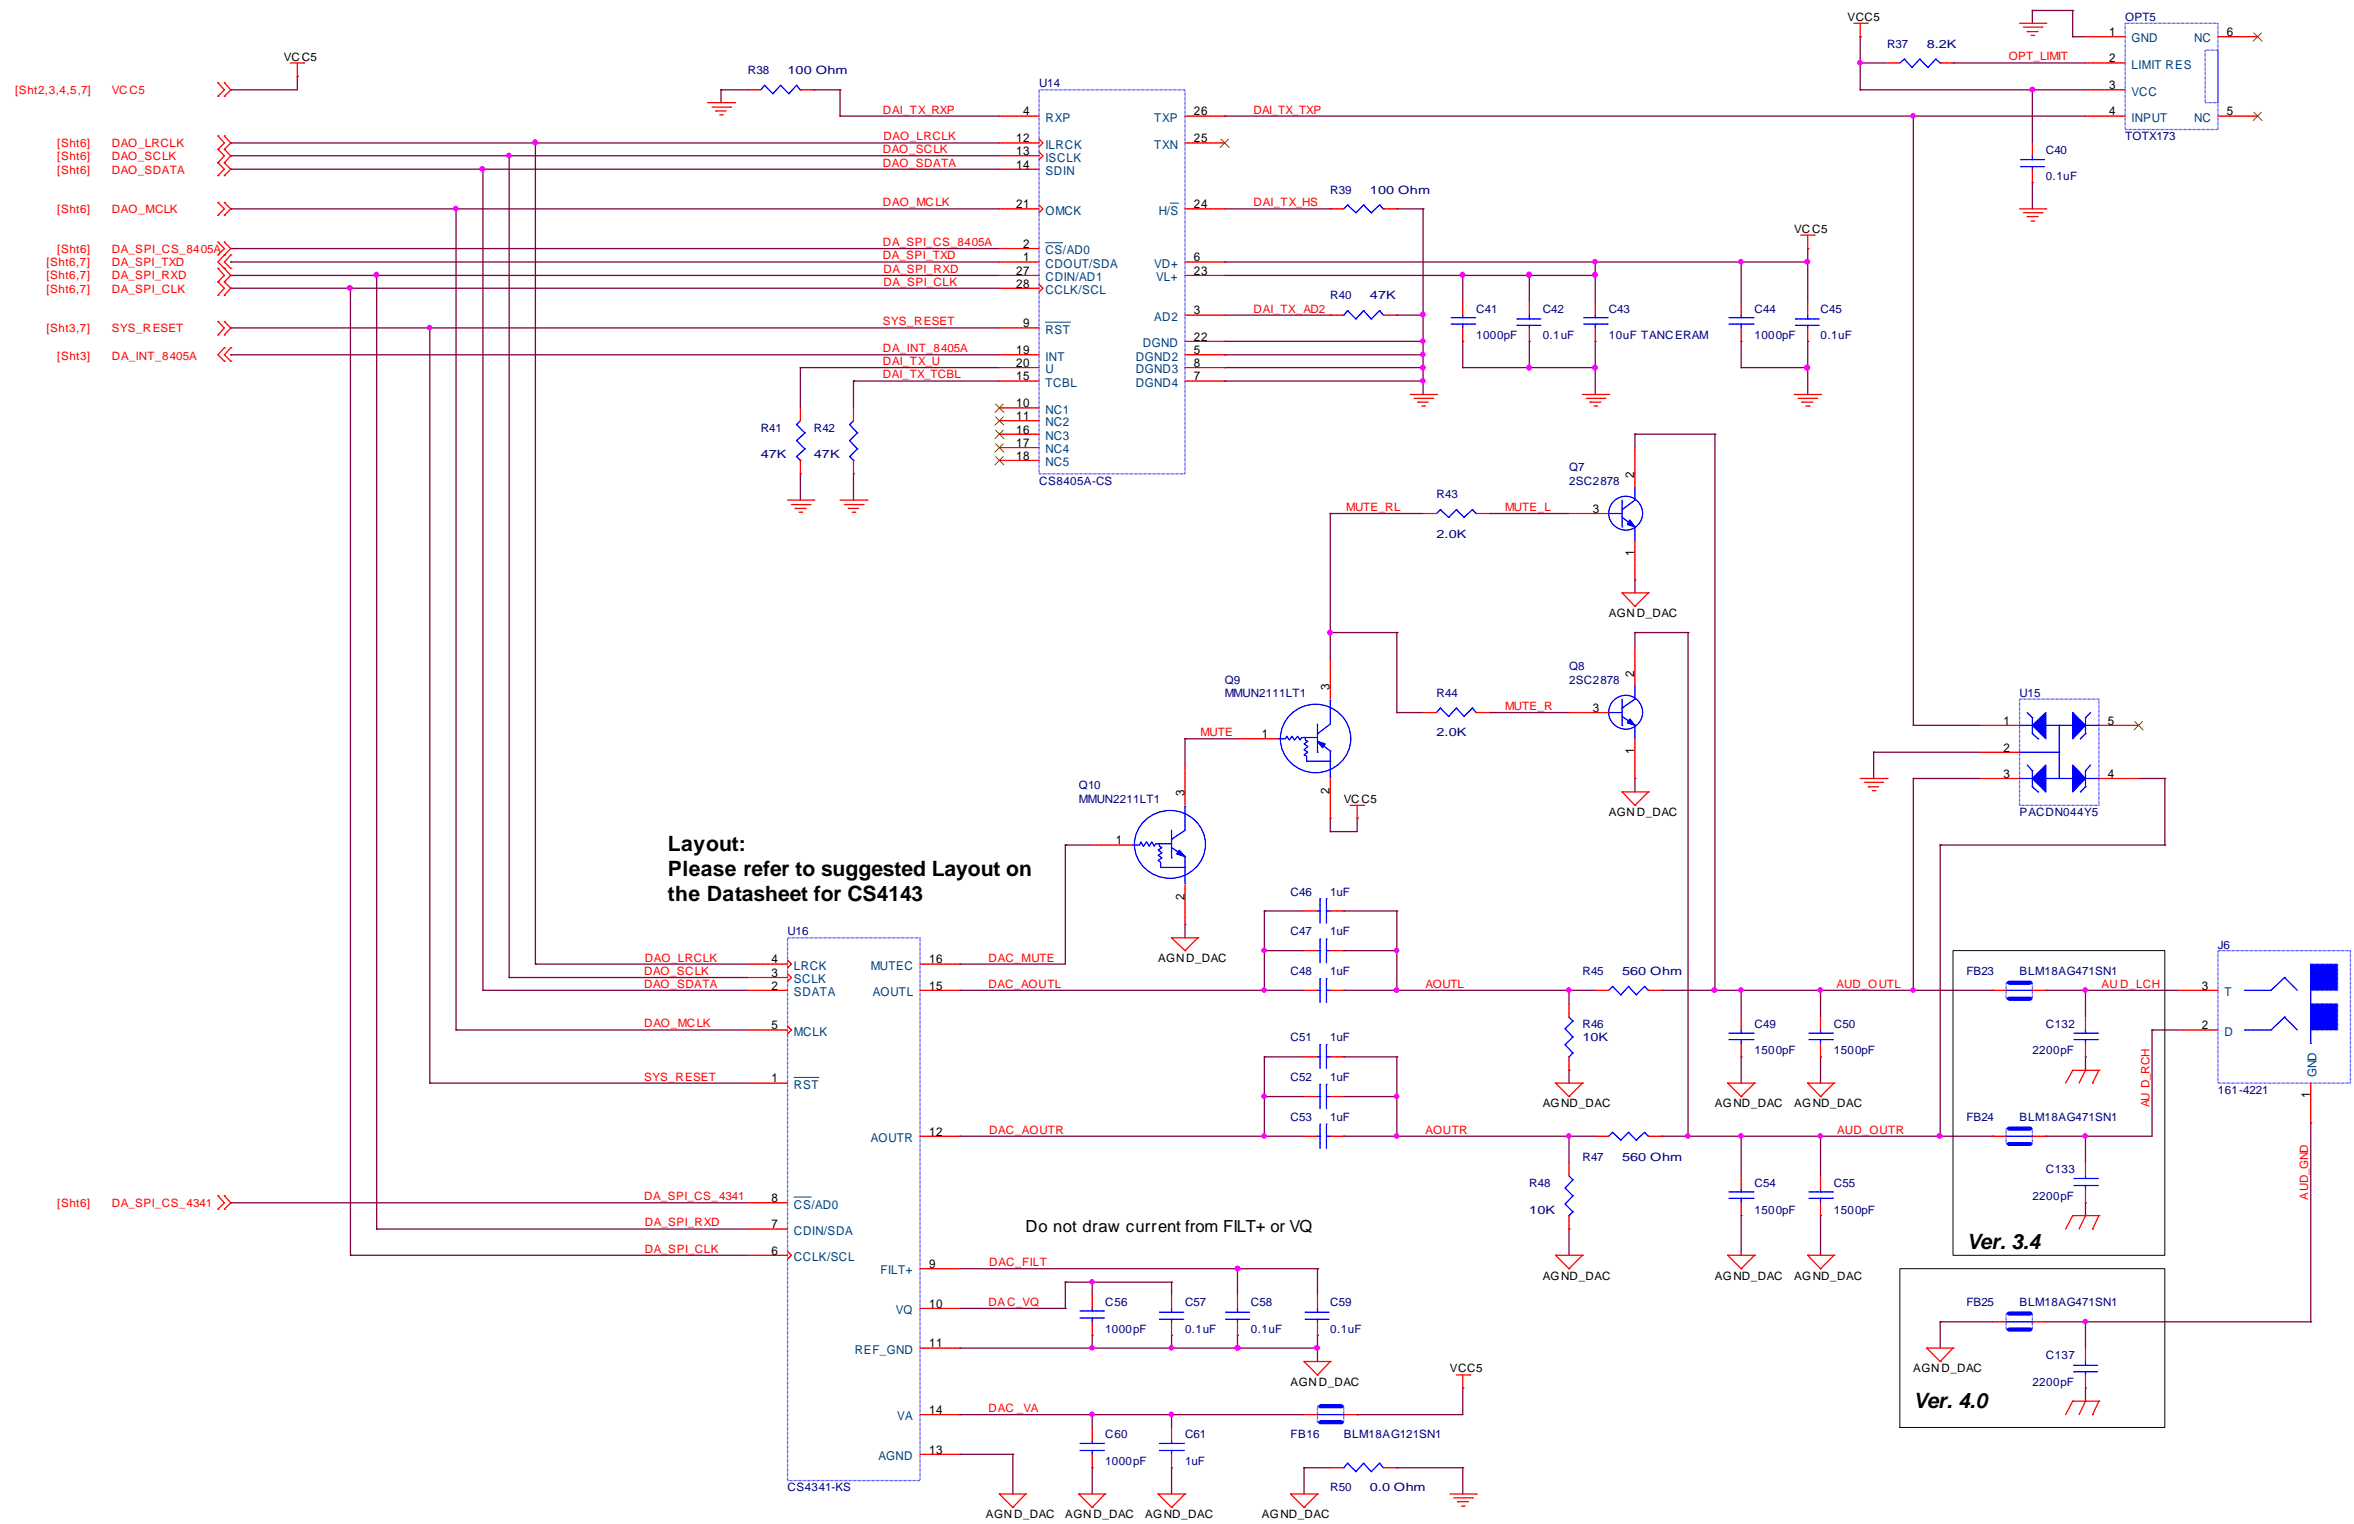 VCC5
[Sht2,3,4,5,7] VCC5
[Sht6] DAO_LRCLK
[Sht6] DAO_SCLK
[Sht6] DAO_SDATA
[Sht6] DAO_MCLK
[Sht6] DA_SPI_CS_8405A
[Sht6,7] DA_SPI_TXD
[Sht6,7] DA_SPI_RXD
[Sht6,7] DA_SPI_CLK
[Sht3,7] SYS_RESET
[Sht3] DA_INT_8405A
[Sht6] DA_SPI_CS_4341
R38 100 Ohm
DAI_TX_RXP
DAO_LRCLK
DAO_SCLK
DAO_SDATA
DAO_MCLK
DA_SPI_CS_8405A
DA_SPI_TXD
DA_SPI_RXD
DA_SPI_CLK
SYS_RESET
DA_INT_8405A
DAI_TX_U
DAI_TX_TCBL
R41 47K
R42 47K
U14
4 RXP
12 ILRCK
13 ISCLK
14 SDIN
21 OMCK
2 CS/AD0
1 CDOUT/SDA
27 CDIN/AD1
28 CCLK/SCL
9 RST
19 INT
20 U
15 TCBL
10 NC1
11 NC2
16 NC3
17 NC4
18 NC5
TXP 26
TXN 25
H/S 24
VD+ 6
VL+ 23
AD2 3
DGND 22
DGND2 5
DGND3 8
DGND4 7
CS8405A-CS
DAI_TX_TXP
DAI_TX_HS
R39 100 Ohm
DAI_TX_AD2
R40 47K
C41 1000pF
C42 0.1uF
C43 10uF TANCERAM
VCC5
C44 1000pF
C45 0.1uF
VCC5
R37 8.2K
OPT_LIMIT
C40 0.1uF
OPT5
1 GND
2 LIMIT RES
3 VCC
4 INPUT
NC 6
NC 5
TOTX173
MUTE_RL
R43 2.0K
MUTE_L
Q7
2SC2878
3
2
1
AGND_DAC
R44 2.0K
MUTE_R
Q8
2SC2878
3
2
1
AGND_DAC
Q9
MMUN2111LT1
MUTE
1
3
2
VCC5
Q10
MMUN2211LT1
1
3
2
AGND_DAC
U15
1
2
3
5
4
PACDN044Y5
Layout:
Please refer to suggested Layout on
the Datasheet for CS4143
DAO_LRCLK
DAO_SCLK
DAO_SDATA
DAO_MCLK
SYS_RESET
DA_SPI_CS_4341
DA_SPI_RXD
DA_SPI_CLK
U16
4 LRCK
3 SCLK
2 SDATA
5 MCLK
1 RST
8 CS/AD0
7 CDIN/SDA
6 CCLK/SCL
MUTEC 16
AOUTL 15
AOUTR 12
FILT+ 9
VQ 10
REF_GND 11
VA 14
AGND 13
CS4341-KS
DAC_MUTE
DAC_AOUTL
DAC_AOUTR
DAC_FILT
DAC_VQ
DAC_VA
C46 1uF
C47 1uF
C48 1uF
C51 1uF
C52 1uF
C53 1uF
AOUTL
AOUTR
R45 560 Ohm
R46 10K
AGND_DAC
R47 560 Ohm
R48 10K
AGND_DAC
C49 1500pF
C50 1500pF
AGND_DAC AGND_DAC
C54 1500pF
C55 1500pF
AGND_DAC AGND_DAC
AUD_OUTL
AUD_OUTR
Do not draw current from FILT+ or VQ
C56 1000pF
C57 0.1uF
C58 0.1uF
C59 0.1uF
AGND_DAC
C60 1000pF
C61 1uF
FB16 BLM18AG121SN1
VCC5
R50 0.0 Ohm
AGND_DAC AGND_DAC AGND_DAC
FB23 BLM18AG471SN1
AUD_LCH
C132 2200pF
AUD_RCH
FB24 BLM18AG471SN1
C133 2200pF
Ver. 3.4
FB25 BLM18AG471SN1
AGND_DAC
C137 2200pF
Ver. 4.0
J6
3 T
2 D
GND
1
161-4221
AUD_GND